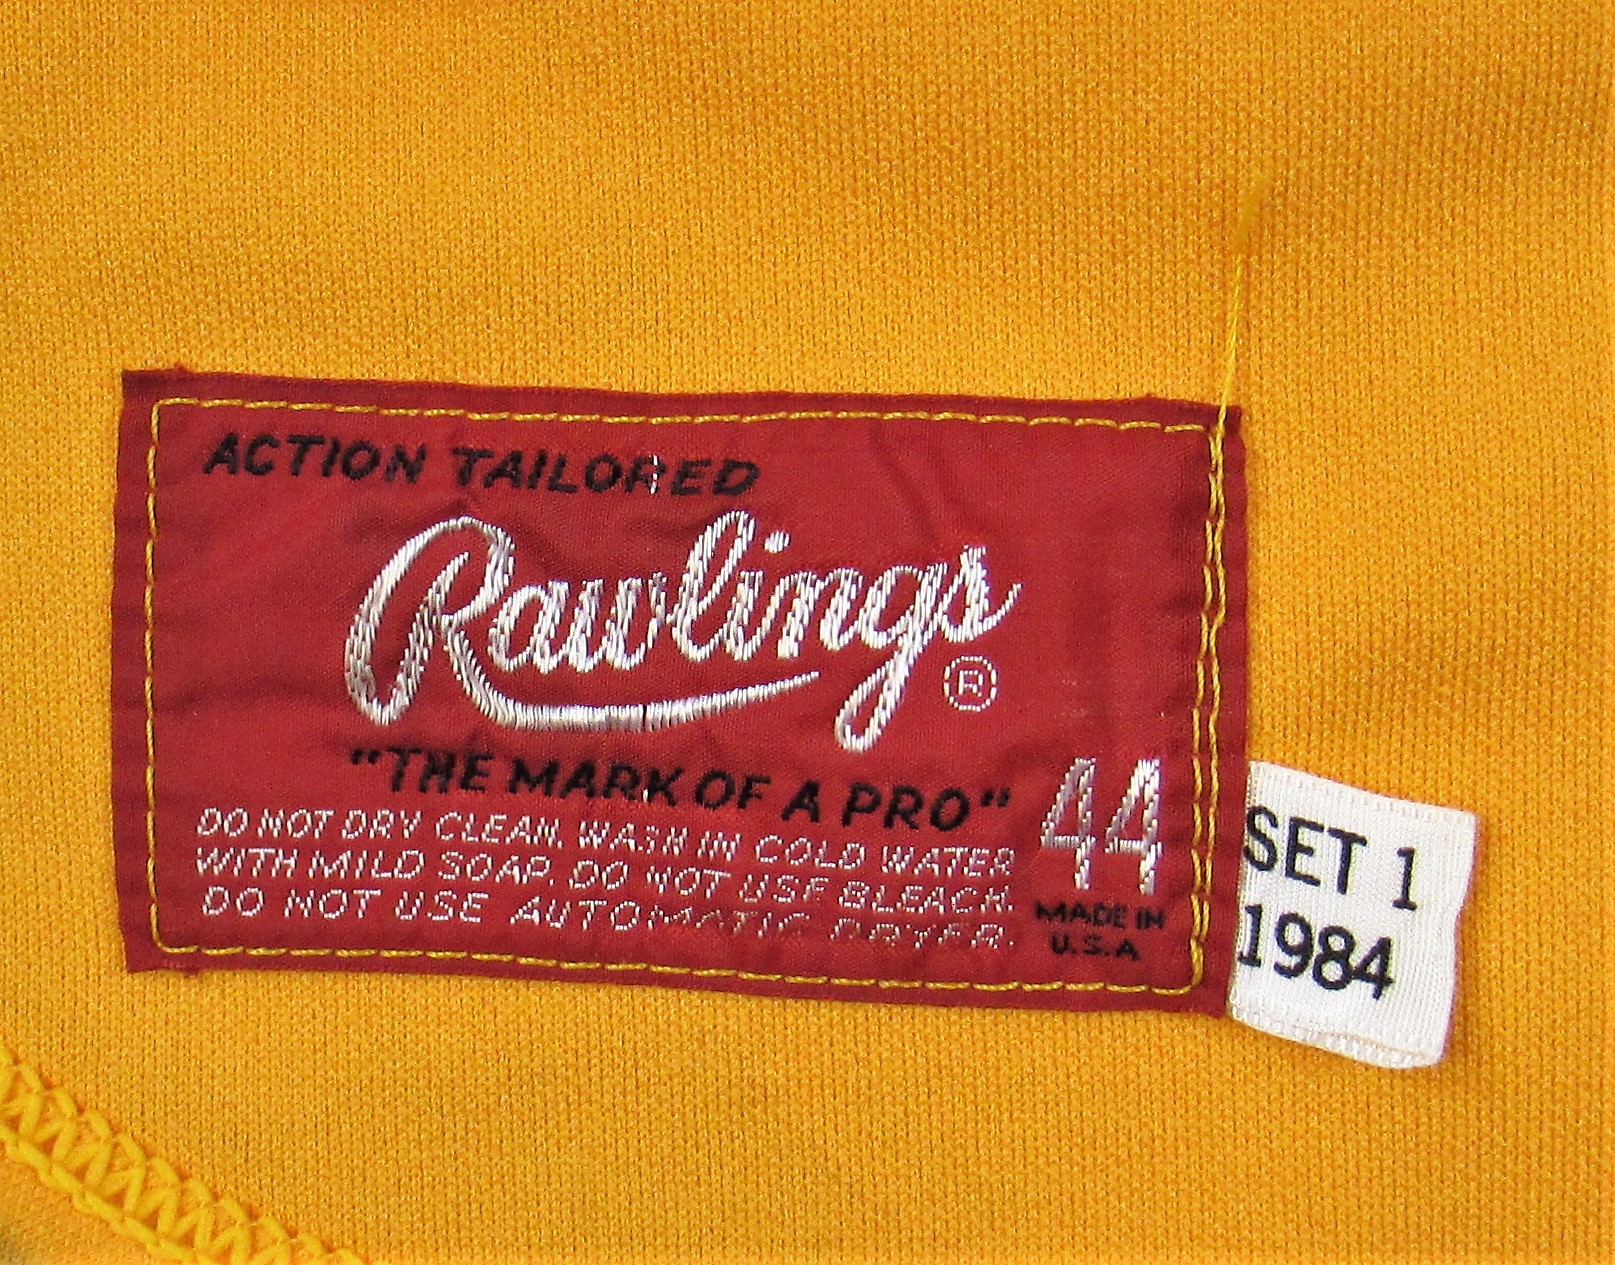 ACTION TAILORED
Rawlings
®
"THE MARK OF A PRO"
44
DO NOT DRY CLEAN. WASH IN COLD WATER
WITH MILD SOAP. DO NOT USE BLEACH.
DO NOT USE AUTOMATIC DRYER.
MADE IN
U.S.A
SET 1
1984